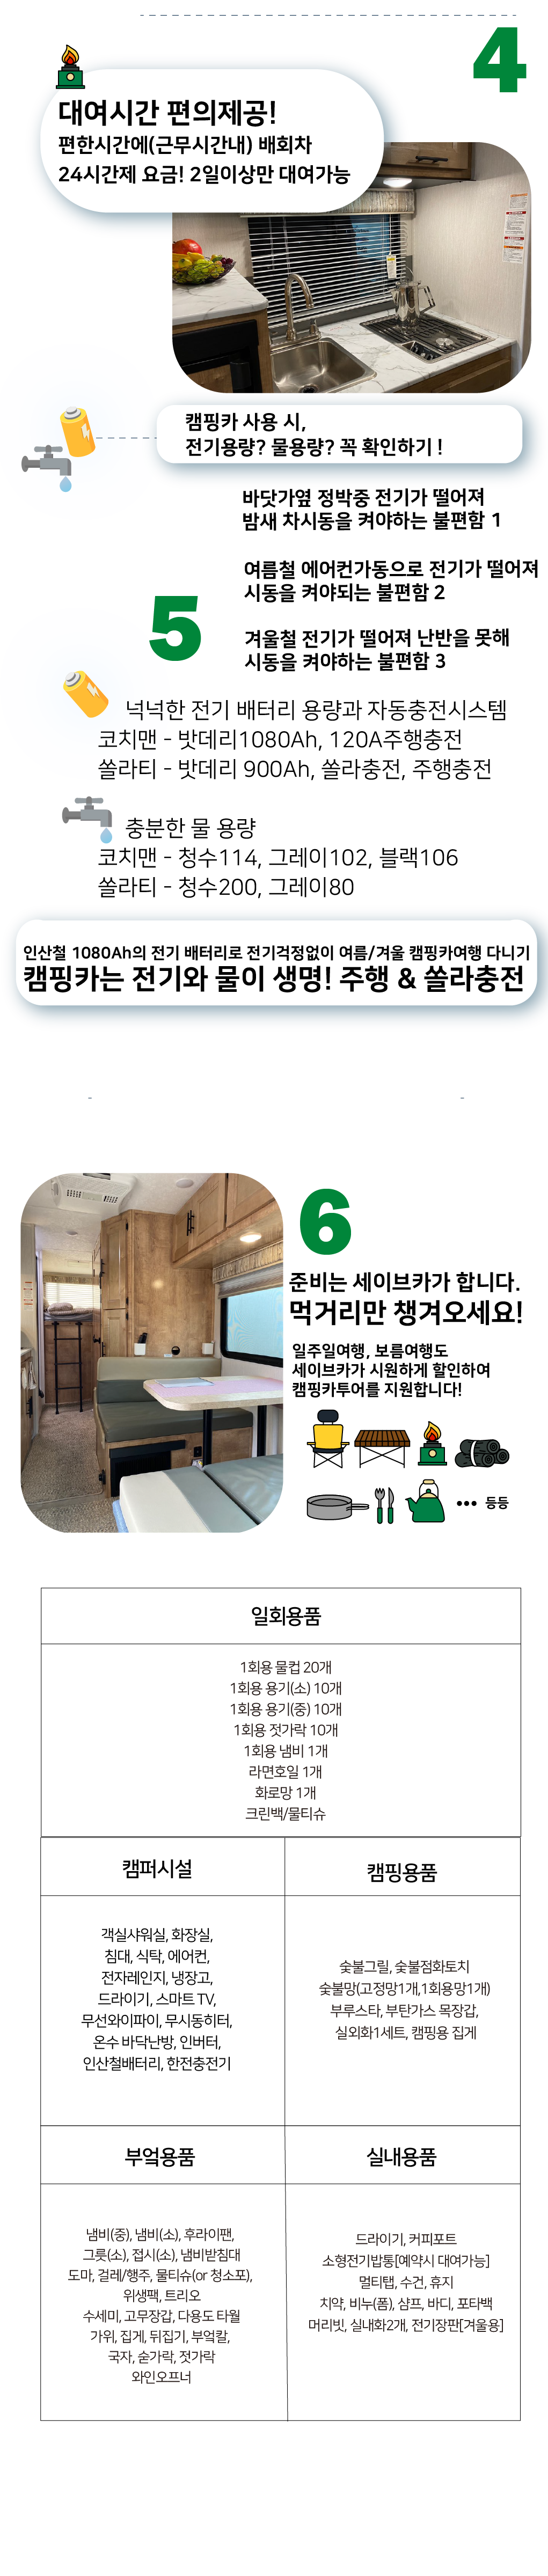 4
대여시간 편의제공!
편한시간에(근무시간내) 배회차
24시간제 요금! 2일이상만 대여가능
캠핑카 사용 시,
전기용량? 물용량? 꼭 확인하기 !
바닷가옆 정박중 전기가 떨어져
밤새 차시동을 켜야하는 불편함 1
여름철 에어컨가동으로 전기가 떨어져
시동을 켜야되는 불편함 2
5
겨울철 전기가 떨어져 난반을 못해
시동을 켜야하는 불편함 3
넉넉한 전기 배터리 용량과 자동충전시스템
코치맨 - 밧데리1080Ah, 120A주행충전
쏠라티 - 밧데리 900Ah, 쏠라충전, 주행충전
충분한 물 용량
코치맨 - 청수114, 그레이102, 블랙106
쏠라티 - 청수200, 그레이80
인산철 1080Ah의 전기 배터리로 전기걱정없이 여름/겨울 캠핑카여행 다니기
캠핑카는 전기와 물이 생명! 주행 & 쏠라충전
6
준비는 세이브카가 합니다.
먹거리만 챙겨오세요!
일주일여행, 보름여행도
세이브카가 시원하게 할인하여
캠핑카투어를 지원합니다!
••• 등등
일회용품
1회용 물컵 20개
1회용 용기(소) 10개
1회용 용기(중) 10개
1회용 젓가락 10개
1회용 냄비 1개
라면호일 1개
화로망 1개
크린백/물티슈
캠퍼시설
객실샤워실, 화장실,
침대, 식탁, 에어컨,
전자레인지, 냉장고,
드라이기, 스마트 TV,
무선와이파이, 무시동히터,
온수 바닥난방, 인버터,
인산철배터리, 한전충전기
캠핑용품
숯불그릴, 숯불점화토치
숯불망(고정망1개,1회용망1개)
부루스타, 부탄가스 목장갑,
실외화1세트, 캠핑용 집게
부엌용품
냄비(중), 냄비(소), 후라이팬,
그릇(소), 접시(소), 냄비받침대
도마, 걸레/행주, 물티슈(or 청소포),
위생팩, 트리오
수세미, 고무장갑, 다용도 타월
가위, 집게, 뒤집기, 부엌칼,
국자, 숟가락, 젓가락
와인오프너
실내용품
드라이기, 커피포트
소형전기밥통[예약시 대여가능]
멀티탭, 수건, 휴지
치약, 비누(폼), 샴프, 바디, 포타백
머리빗, 실내화2개, 전기장판[겨울용]